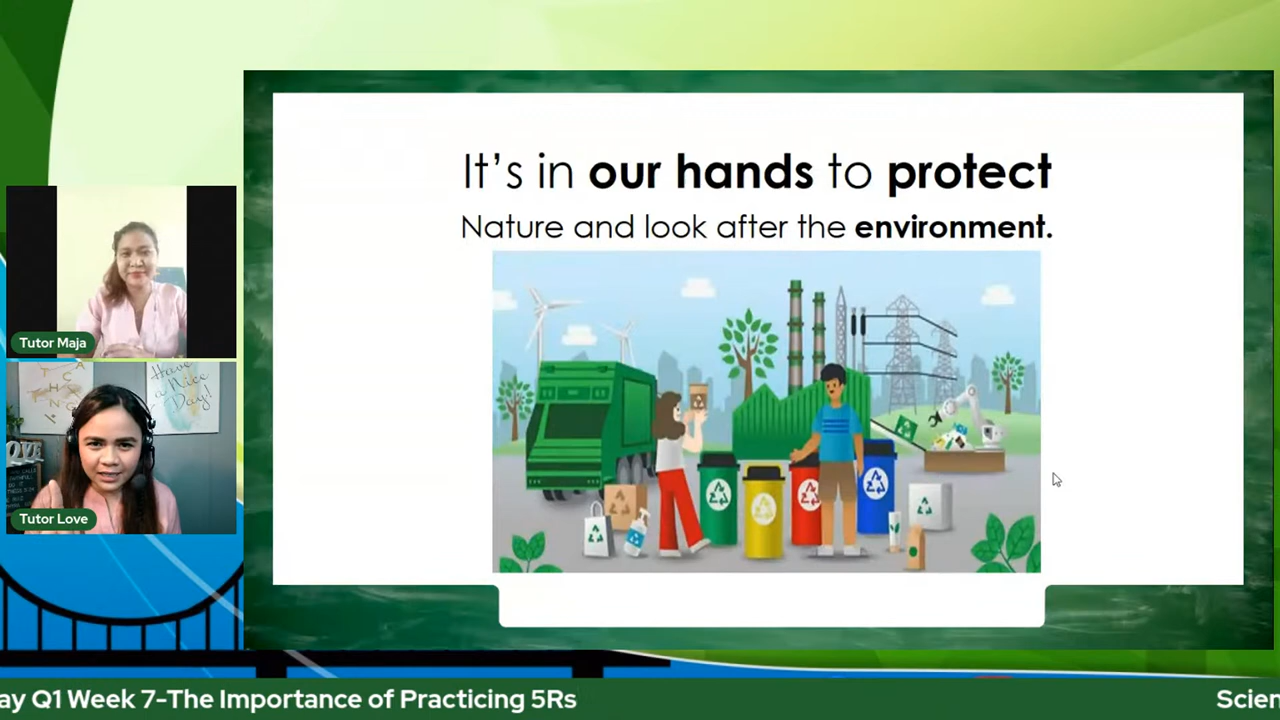 It's in our hands to protect
Nature and look after the environment.
Tutor Maja
Have
a Nice
Day!
Tutor Love
ay Q1 Week 7-The Importance of Practicing 5Rs
Scien